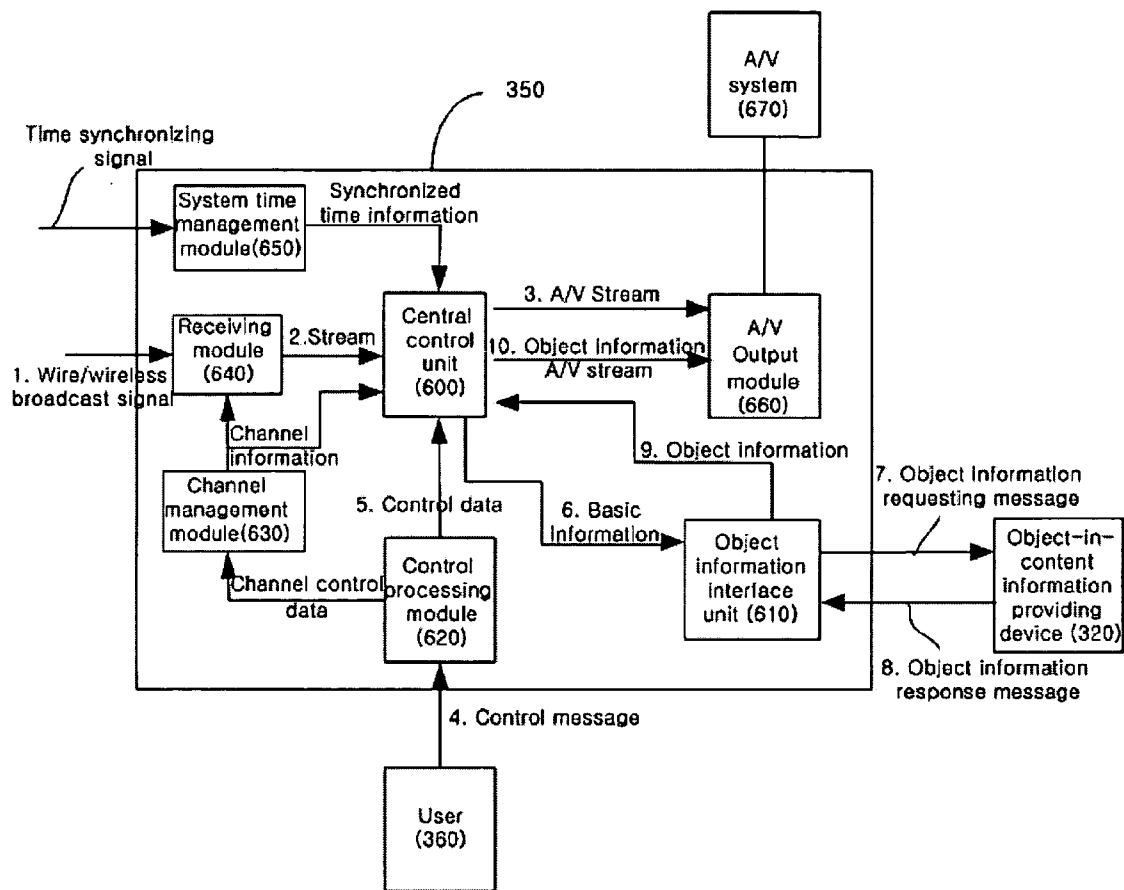 A/V
system
(670)
350
Time synchronizing
signal
System time
management
module(650)
Synchronized
time information
Receiving
module
(640)
2.Stream
Central
control
unit
(600)
3. A/V Stream
10. Object information
A/V stream
A/V
Output
module
(660)
1. Wire/wireless
broadcast signal
Channel
information
9. Object information
Channel
management
module(630)
5. Control data
6. Basic
Information
7. Object Information
requesting message
Object
information
interface
unit (610)
Object-in-
content
information
providing
device (320)
Channel control
data
Control
processing
module
(620)
8. Object information
response message
4. Control message
User
(360)